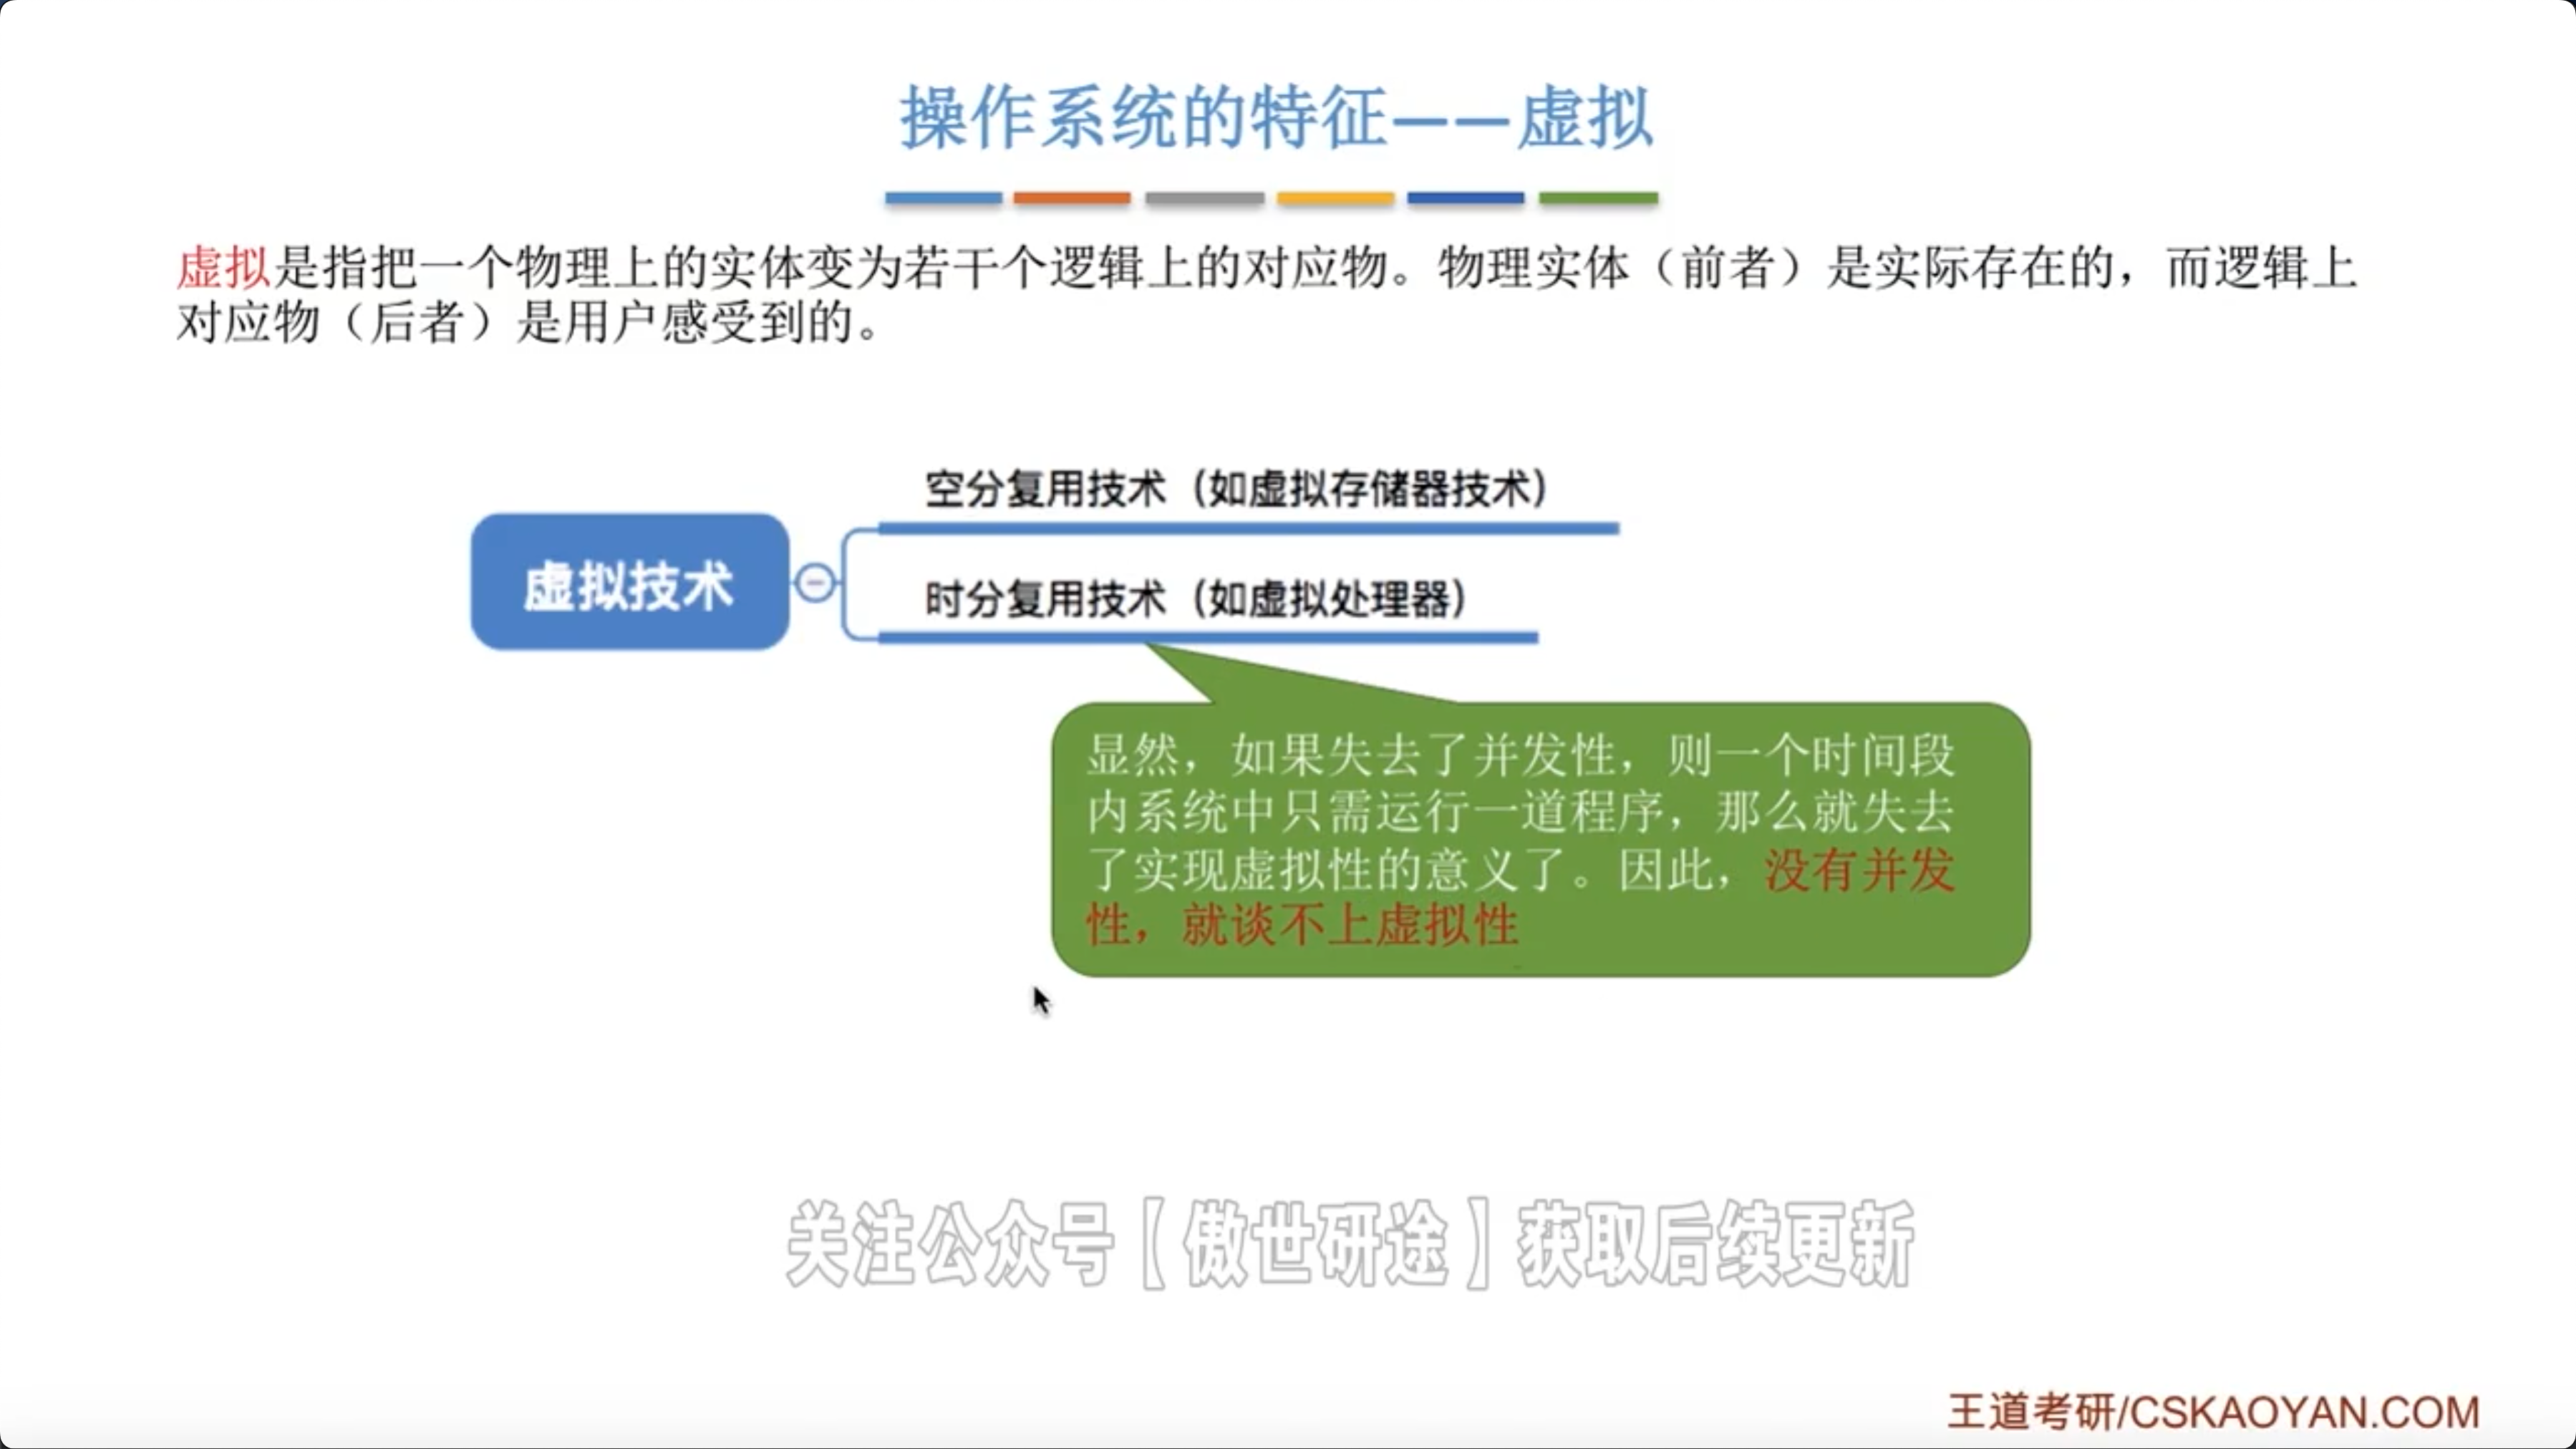 操作系统的特征——虚拟
虚拟是指把一个物理上的实体变为若干个逻辑上的对应物。物理实体（前者）是实际存在的，而逻辑上
对应物（后者）是用户感受到的。
空分复用技术（如虚拟存储器技术）
虚拟技术
时分复用技术（如虚拟处理器）
显然，如果失去了并发性，则一个时间段
内系统中只需运行一道程序，那么就失去
了实现虚拟性的意义了。因此，没有并发
性，就谈不上虚拟性
关注公众号【傲世研途】获取后续更新
王道考研/CSKAOYAN.COM